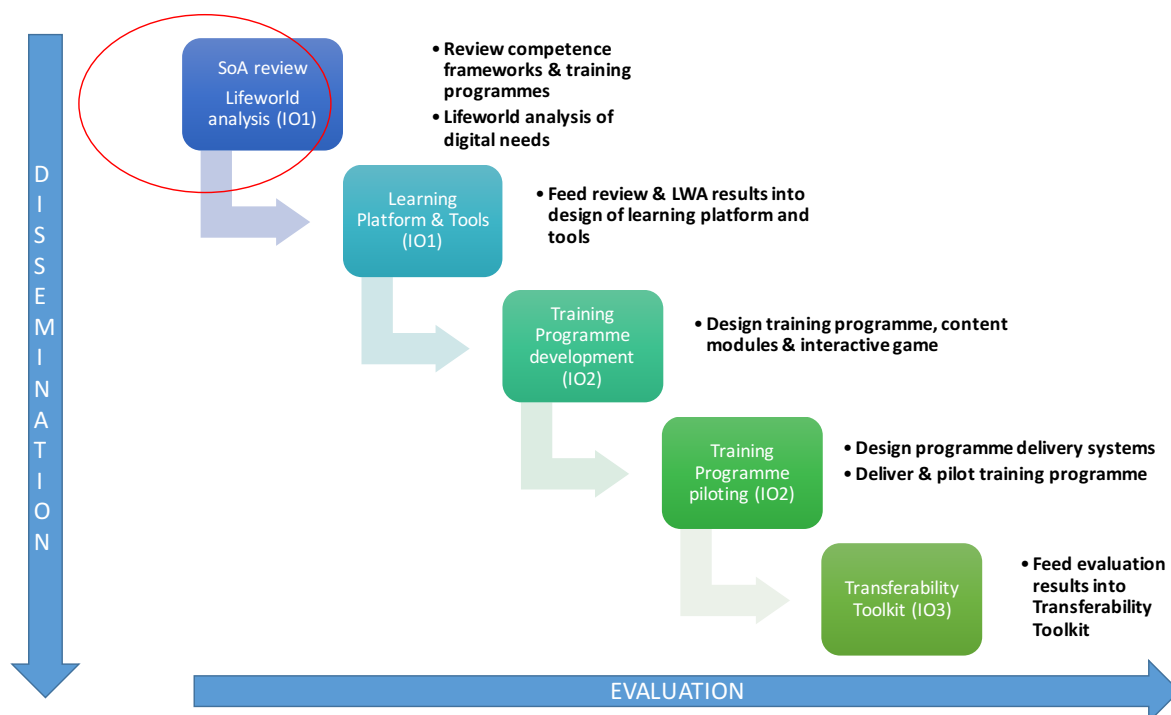 SoA review
Lifeworld
analysis (IO1)
• Review competence
frameworks & training
programmes
• Lifeworld analysis of
digital needs
Learning
Platform & Tools
(IO1)
• Feed review & LWA results into
design of learning platform and
tools
Training
Programme
development
(IO2)
• Design training programme, content
modules & interactive game
Training
Programme
piloting (IO2)
• Design programme delivery systems
• Deliver & pilot training programme
Transferability
Toolkit (IO3)
• Feed evaluation
results into
Transferability
Toolkit
D
I
S
S
E
M
I
N
A
T
I
O
N
EVALUATION